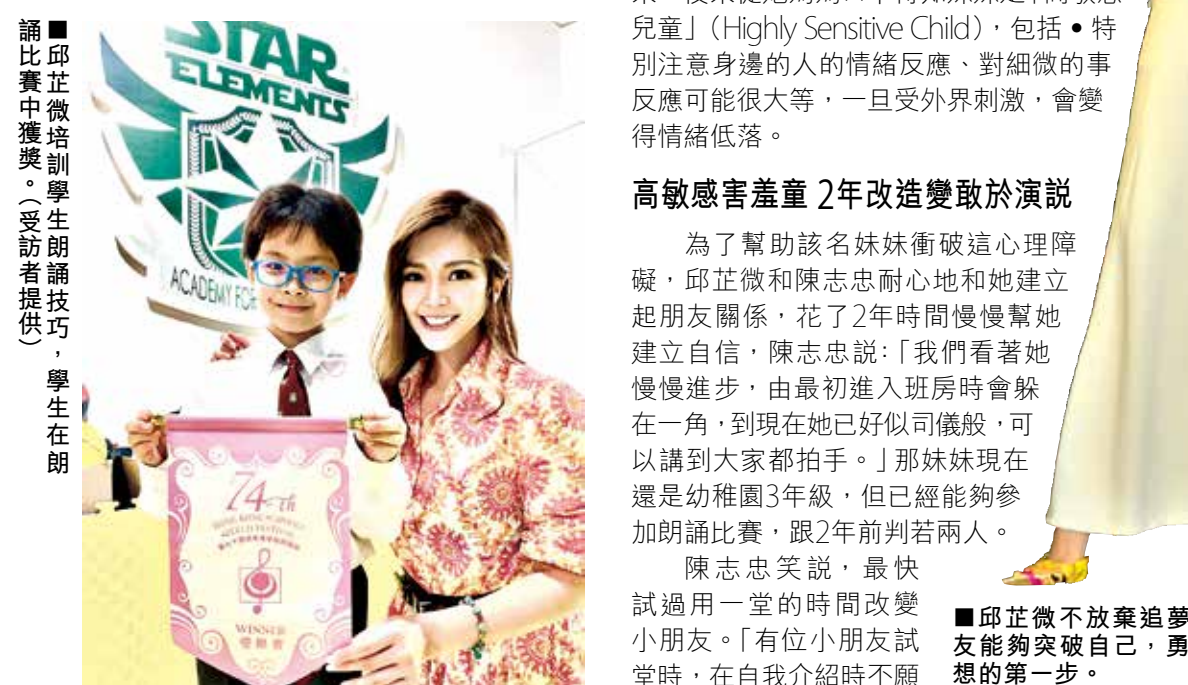 ■邱芷微培訓學生朗誦技巧，學生在朗
誦比賽中獲獎。（受訪者提供）
STAR
ELEMENTS
ACADEMY FOR
74th
WINNER
兒童」（Highly Sensitive Child），包括 • 特
別注意身邊的人的情緒反應、對細微的事
反應可能很大等，一旦受外界刺激，會變
得情緒低落。
高敏感害羞童 2年改造變敢於演説
為了幫助該名妹妹衝破這心理障
礙，邱芷微和陳志忠耐心地和她建立
起朋友關係，花了2年時間慢慢幫她
建立自信，陳志忠説：「我們看著她
慢慢進步，由最初進入班房時會躲
在一角，到現在她已好似司儀般，可
以講到大家都拍手。」那妹妹現在
還是幼稚園3年級，但已經能夠參
加朗誦比賽，跟2年前判若兩人。
陳志忠笑説，最快
試過用一堂的時間改變
小朋友。「有位小朋友試
堂時，在自我介紹時不願
■邱芷微不放棄追夢
友能夠突破自己，勇
想的第一步。